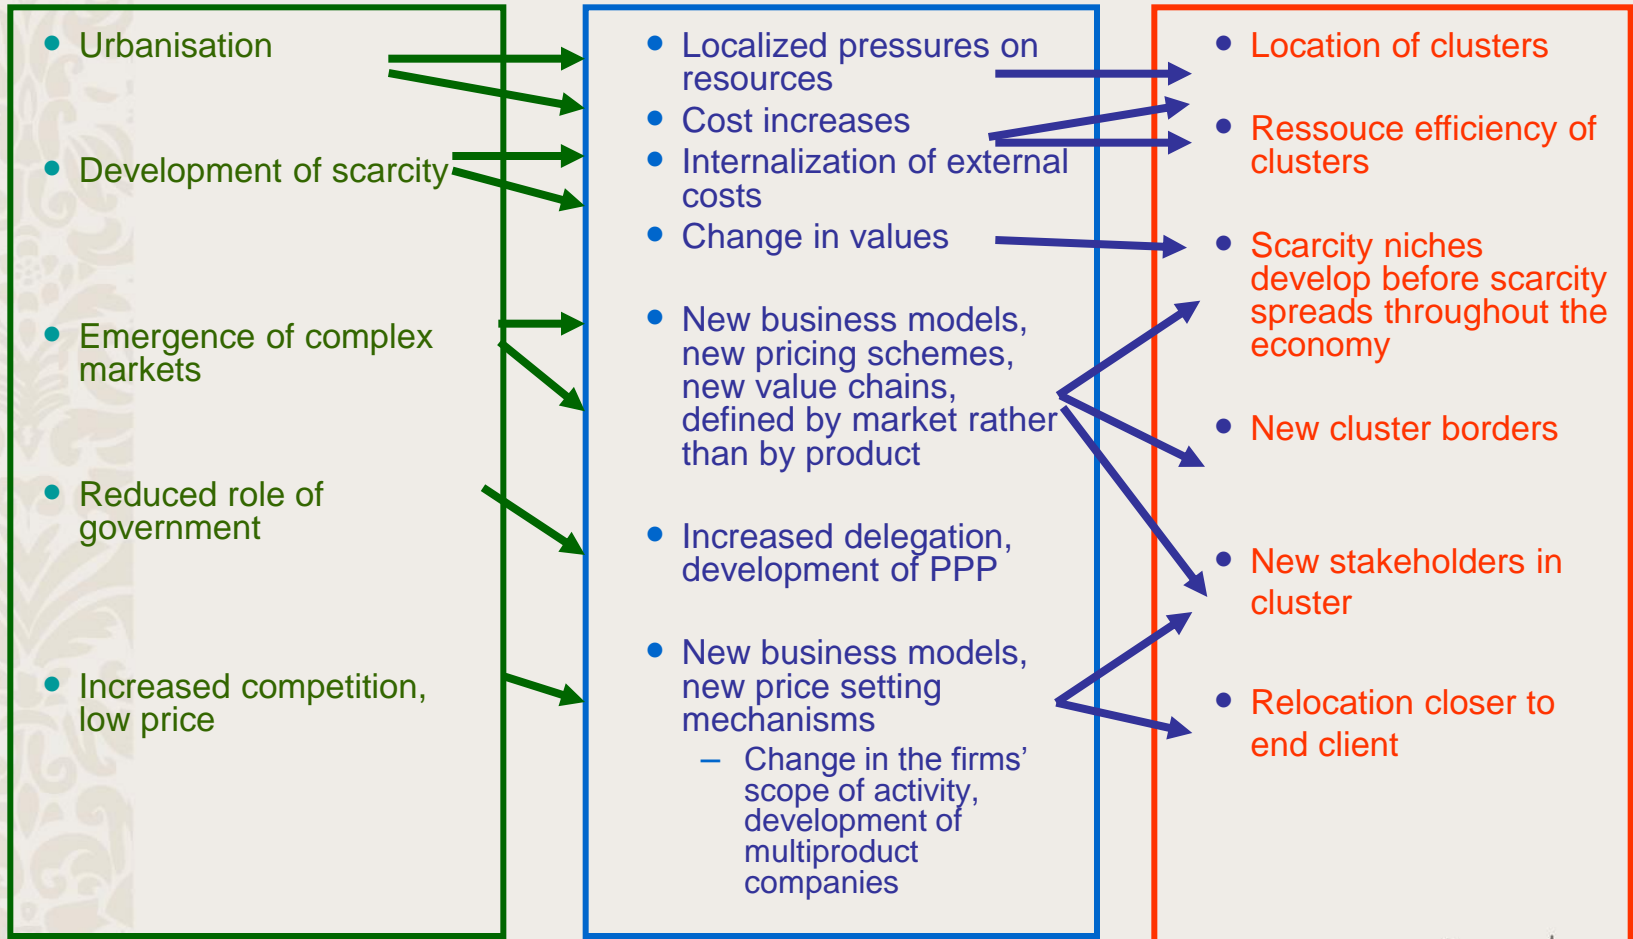 • Urbanisation
• Development of scarcity
• Emergence of complex
markets
• Reduced role of
government
• Increased competition,
low price
• Localized pressures on
resources
• Cost increases
• Internalization of external
costs
• Change in values
• New business models,
new pricing schemes,
new value chains,
defined by market rather
than by product
• Increased delegation,
development of PPP
• New business models,
new price setting
mechanisms
– Change in the firms’
scope of activity,
development of
multiproduct
companies
• Location of clusters
• Ressouce efficiency of
clusters
• Scarcity niches
develop before scarcity
spreads throughout the
economy
• New cluster borders
• New stakeholders in
cluster
• Relocation closer to
end client